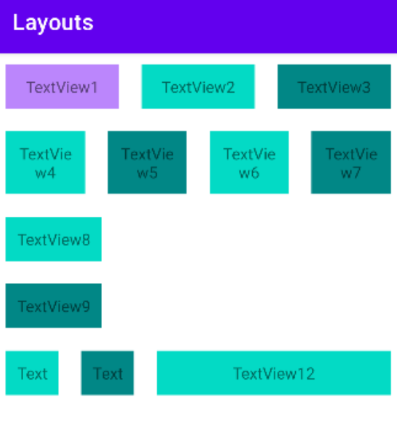 Layouts
TextView1 TextView2 TextView3
TextVie TextVie TextVie TextVie
w4 w5 w6 w7
TextView8
TextView9
Text Text TextView12